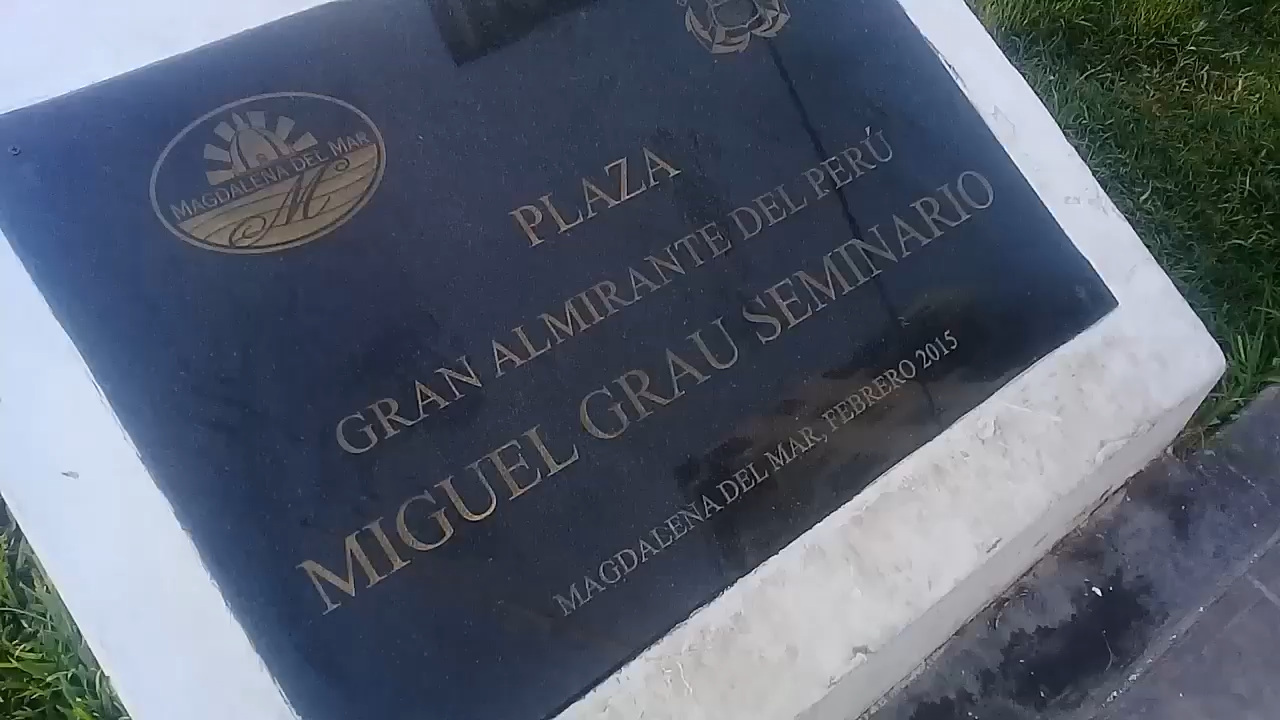 MAGDALENA DEL MAR
M
PLAZA
GRAN ALMIRANTE DEL PERÚ
MIGUEL GRAU SEMINARIO
MAGDALENA DEL MAR, FEBRERO 2015